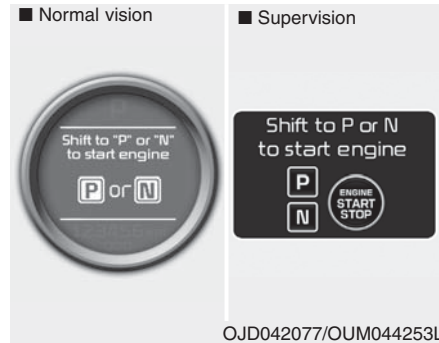 ■ Normal vision
Shift to "P" or "N"
to start engine
P or N
■ Supervision
Shift to P or N
to start engine
P
N
ENGINE
START
STOP
OJD042077/OUM044253L